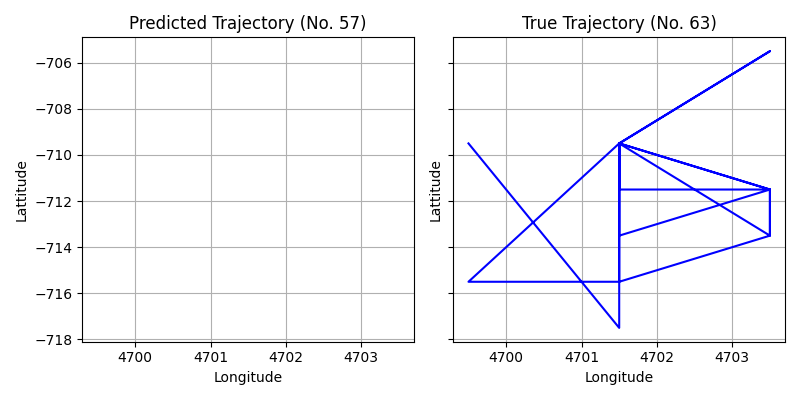 Predicted Trajectory (No. 57)
True Trajectory (No. 63)
Lattitude
−706
−708
−710
−712
−714
−716
−718
4700
4701
4702
4703
Longitude
Lattitude
4700
4701
4702
4703
Longitude